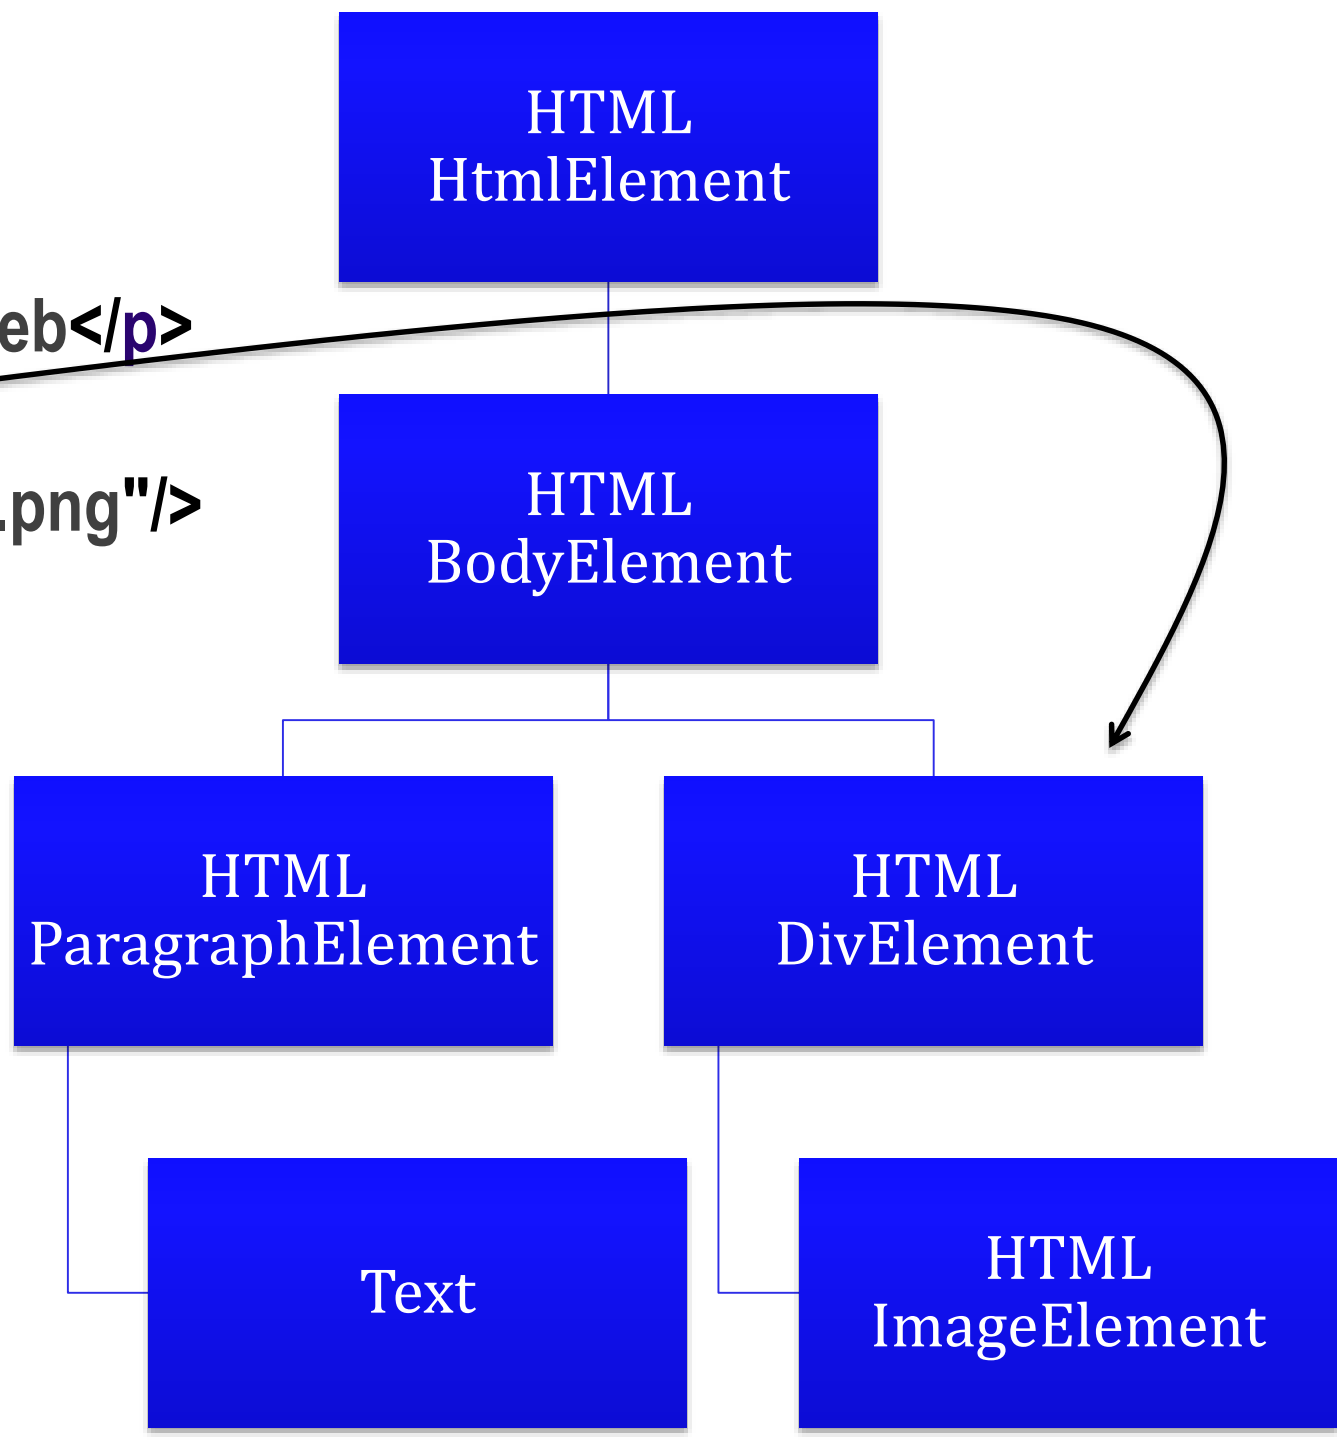 HTML
HtmlElement
eb</p>
.png"/>
HTML
BodyElement
HTML
ParagraphElement
HTML
DivElement
Text
HTML
ImageElement